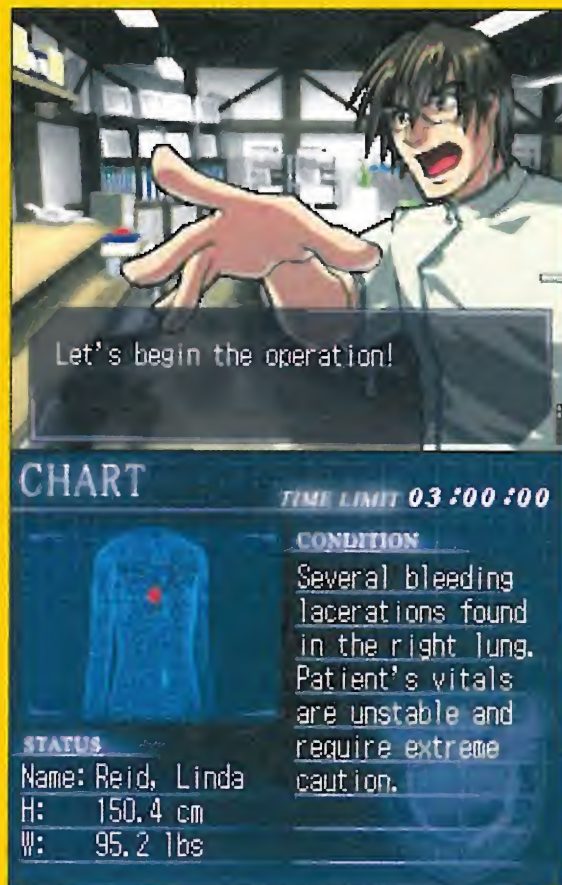 Let's begin the operation!
CHART
TIME LIMIT 03:00:00
CONDITION
Several bleeding
lacerations found
in the right lung.
Patient's vitals
are unstable and
require extreme
caution.
STATUS
Name: Reid, Linda
H: 150.4 cm
W: 95.2 lbs